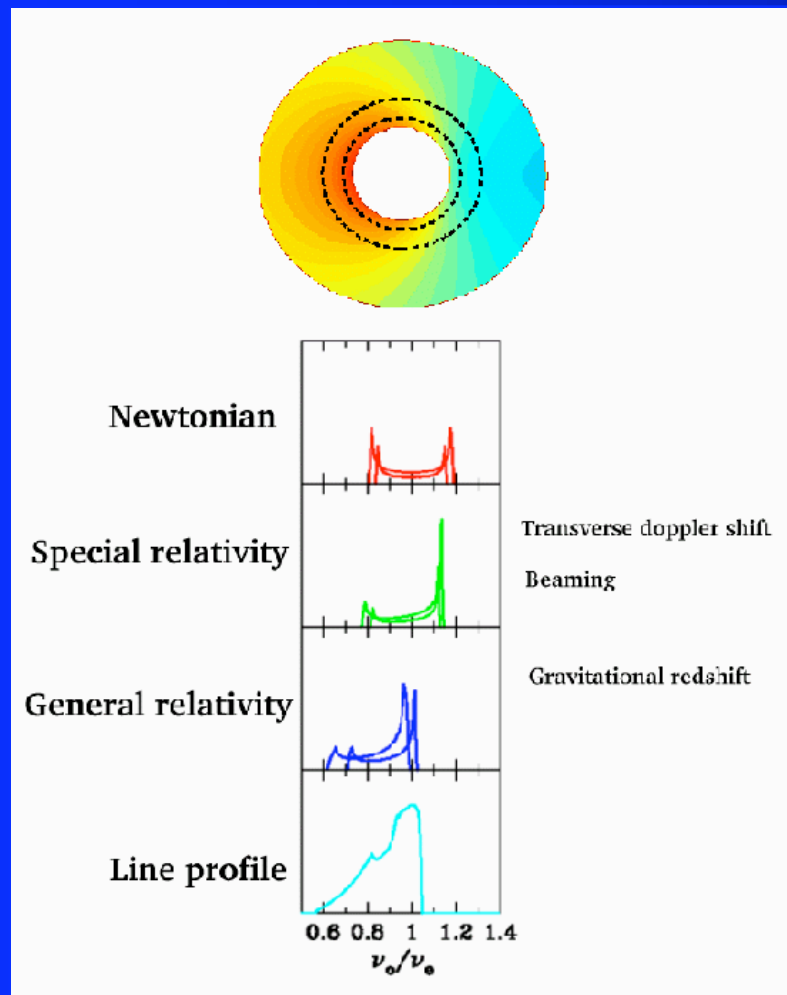 Newtonian
Special relativity
Transverse doppler shift
Beaming
General relativity
Gravitational redshift
Line profile
0.6 0.8 1 1.2 1.4
νₒ/νₑ